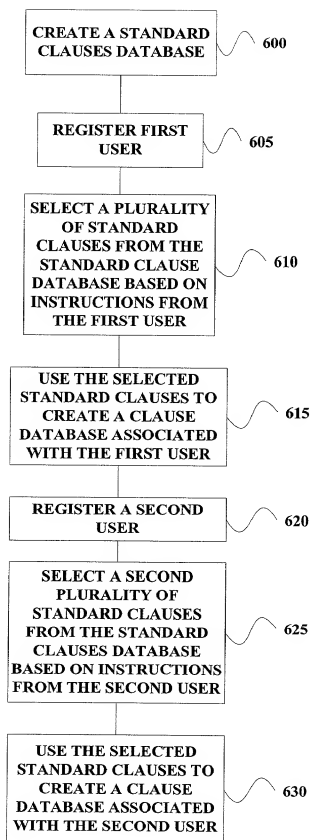 CREATE A STANDARD
CLAUSES DATABASE
600
REGISTER FIRST
USER
605
SELECT A PLURALITY
OF STANDARD
CLAUSES FROM THE
STANDARD CLAUSE
DATABASE BASED ON
INSTRUCTIONS FROM
THE FIRST USER
610
USE THE SELECTED
STANDARD CLAUSES TO
CREATE A CLAUSE
DATABASE ASSOCIATED
WITH THE FIRST USER
615
REGISTER A SECOND
USER
620
SELECT A SECOND
PLURALITY OF
STANDARD CLAUSES
FROM THE STANDARD
CLAUSES DATABASE
BASED ON INSTRUCTIONS
FROM THE SECOND USER
625
USE THE SELECTED
STANDARD CLAUSES TO
CREATE A CLAUSE
DATABASE ASSOCIATED
WITH THE SECOND USER
630